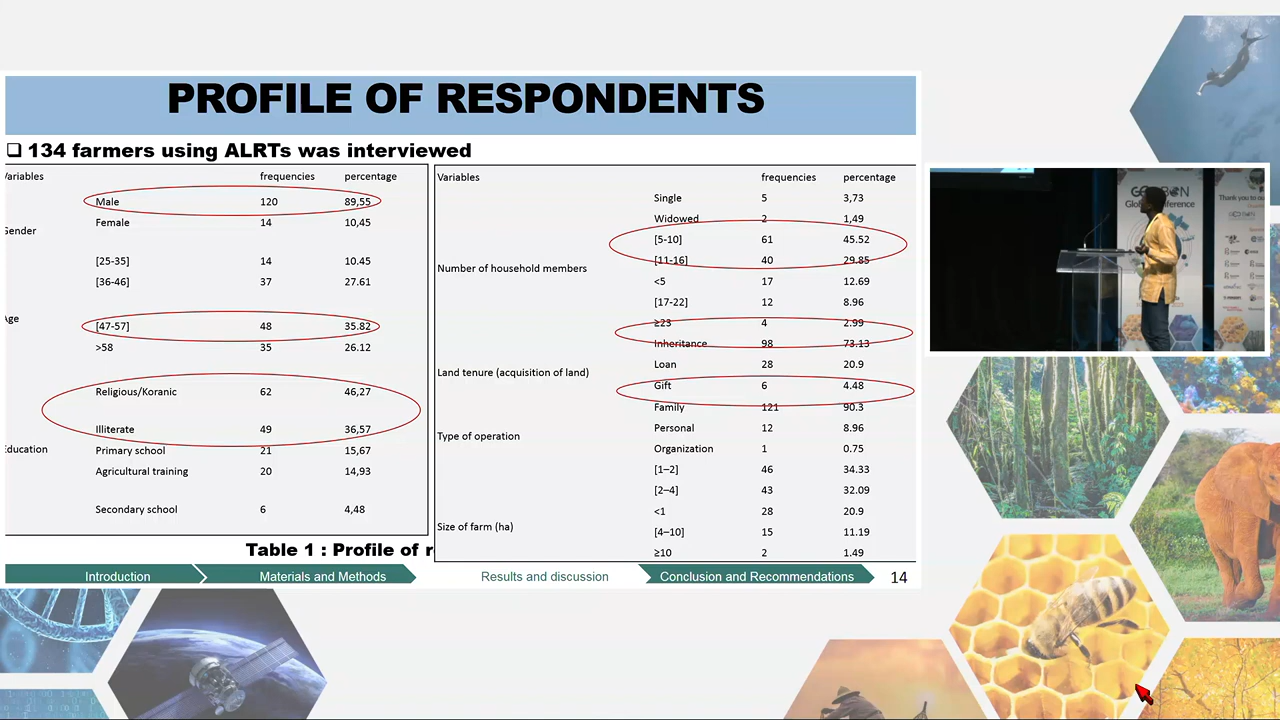 PROFILE OF RESPONDENTS
❑ 134 farmers using ALRTs was interviewed
Variables frequencies percentage
Male 120 89,55
Female 14 10,45
Gender
[25-35] 14 10.45
[36-46] 37 27.61
Age
[47-57] 48 35.82
>58 35 26.12
Religious/Koranic 62 46,27
Illiterate 49 36,57
Education
Primary school 21 15,67
Agricultural training 20 14,93
Secondary school 6 4,48
Variables frequencies percentage
Single 5 3,73
Widowed 2 1,49
[5-10] 61 45.52
[11-16] 40 29.85
Number of household members
<5 17 12.69
[17-22] 12 8.96
≥23 4 2.99
Inheritance 98 73.13
Loan 28 20.9
Land tenure (acquisition of land)
Gift 6 4.48
Family 121 90.3
Personal 12 8.96
Type of operation
Organization 1 0.75
[1–2] 46 34.33
[2–4] 43 32.09
<1 28 20.9
Size of farm (ha)
[4–10] 15 11.19
≥10 2 1.49
Table 1 : Profile of r
Introduction Materials and Methods Results and discussion Conclusion and Recommendations 14
Thank you to ou